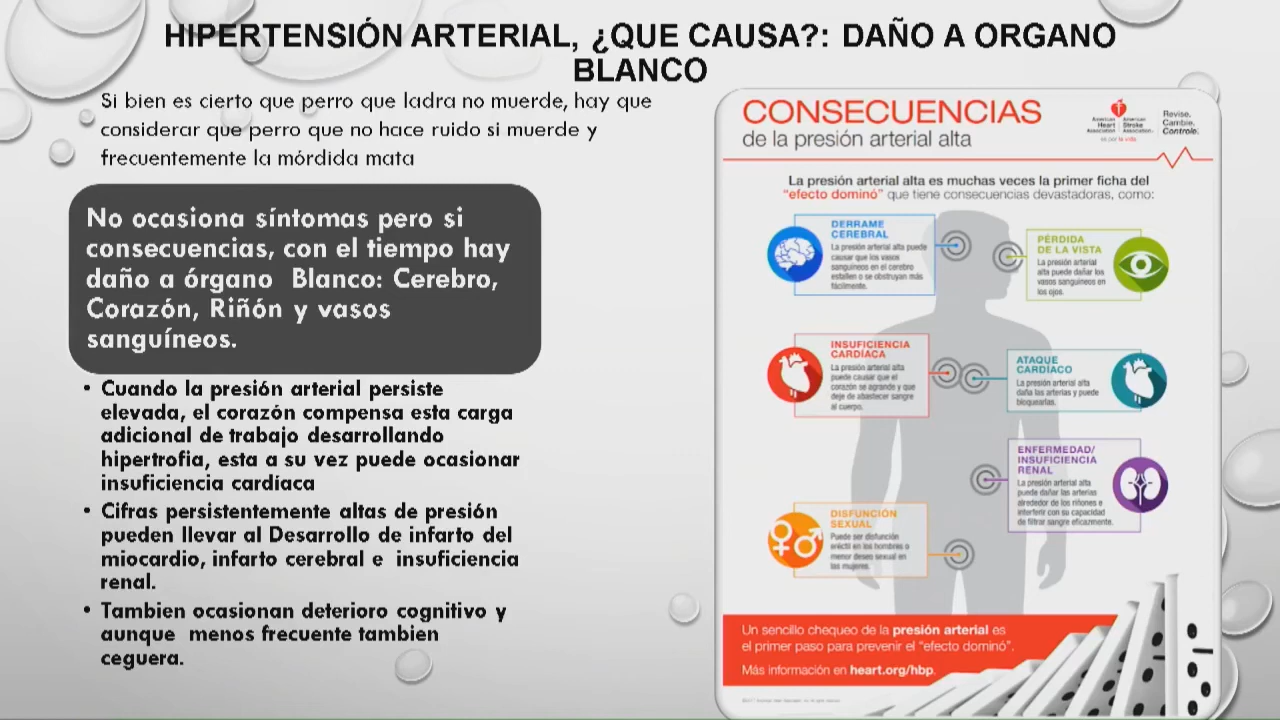 HIPERTENSIÓN ARTERIAL, ¿QUE CAUSA?: DAÑO A ORGANO
BLANCO
Si bien es cierto que perro que ladra no muerde, hay que
considerar que perro que no hace ruido si muerde y
frecuentemente la mórdida mata
No ocasiona síntomas pero si
consecuencias, con el tiempo hay
daño a organo Blanco: Cerebro,
Corazón, Riñón y vasos
sanguíneos.
• Cuando la presión arterial persiste
elevada, el corazón compensa esta carga
adicional de trabajo desarrollando
hipertrofia, esta a su vez puede ocasionar
insuficiencia cardíaca
• Cifras persistentemente altas de presión
pueden llevar al Desarrollo de infarto del
miocardio, infarto cerebral e insuficiencia
renal.
• Tambien ocasionan deterioro cognitivo y
aunque menos frecuente tambien
ceguera.
CONSECUENCIAS
de la presión arterial alta
American Heart Association.
American Stroke Association.
es por la vida
Revise.
Cambie.
Controle.
La presión arterial alta es muchas veces la primer ficha del
“efecto dominó” que tiene consecuencias devastadoras, como:
DERRAME
CEREBRAL
La presión arterial alta puede
causar que los vasos
sanguíneos en el cerebro
estallen o se obstruyan más
fácilmente.
PÉRDIDA
DE LA VISTA
La presión arterial
alta puede dañar los
vasos sanguíneos en
los ojos.
INSUFICIENCIA
CARDÍACA
La presión arterial alta
puede causar que el
corazón se agrande y que
deje de abastecer sangre
al cuerpo.
ATAQUE
CARDÍACO
La presión arterial alta
daña las arterias y puede
bloquearlas.
ENFERMEDAD/
INSUFICIENCIA
RENAL
La presión arterial alta
puede dañar las arterias
alrededor de los riñones e
interferir con su capacidad
de filtrar sangre eficazmente.
DISFUNCIÓN
SEXUAL
Puede ser disfunción
eréctil en los hombres o
menor deseo sexual en
las mujeres.
Un sencillo chequeo de la presión arterial es
el primer paso para prevenir el “efecto dominó”.
Más información en heart.org/hbp.